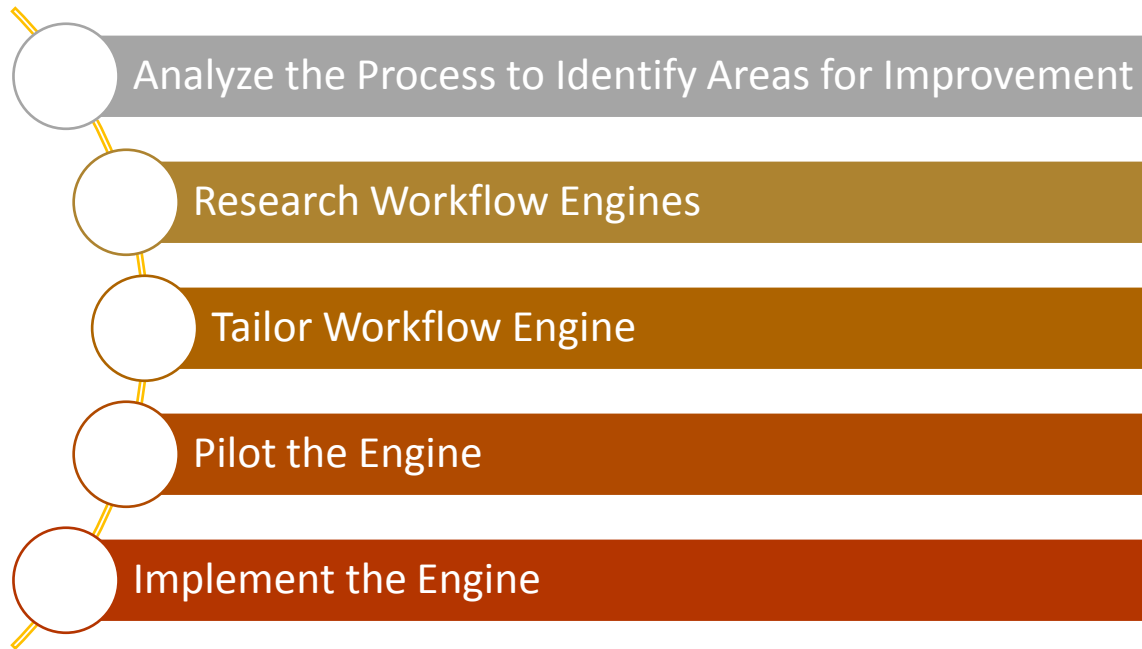 Analyze the Process to Identify Areas for Improvement
Research Workflow Engines
Tailor Workflow Engine
Pilot the Engine
Implement the Engine